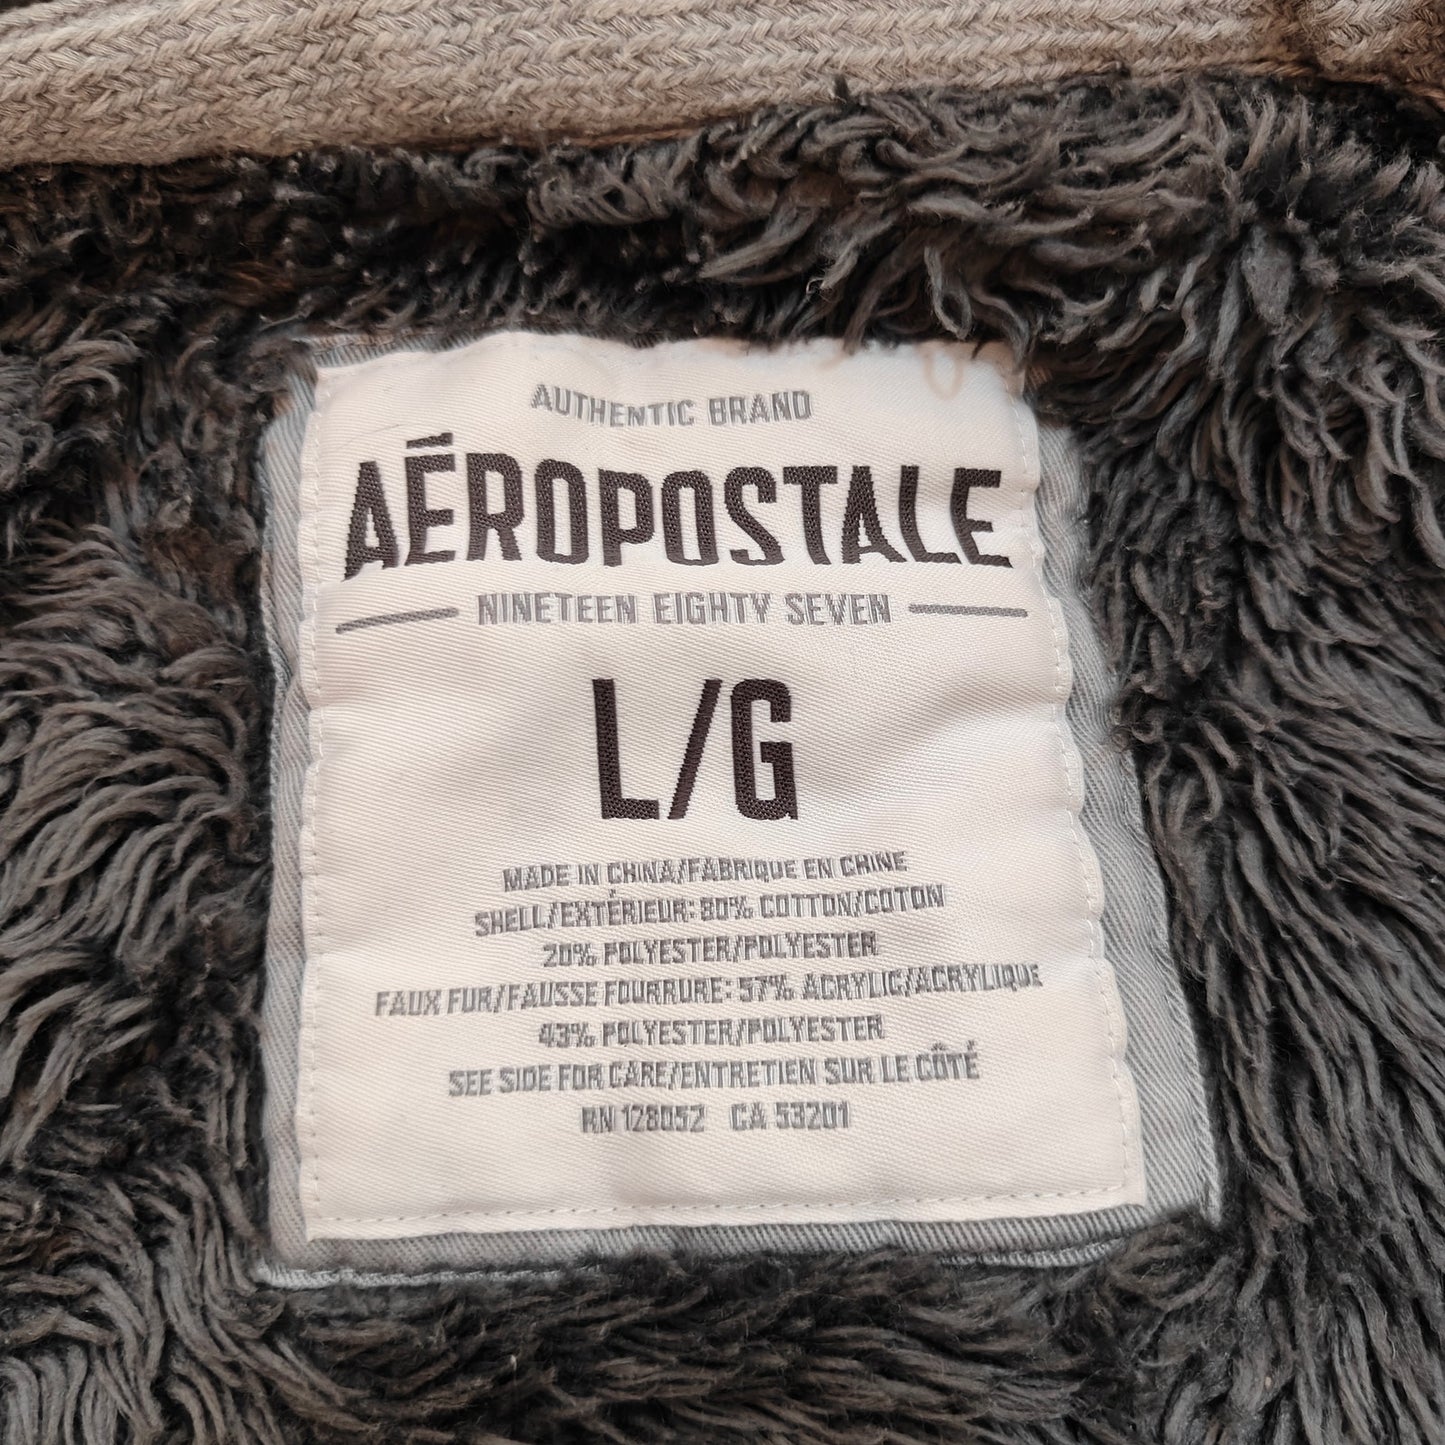 AUTHENTIC BRAND
AÉROPOSTALE
NINETEEN EIGHTY SEVEN
L/G
MADE IN CHINA/FABRIQUE EN CHINE
SHELL/EXTÉRIEUR: 80% COTTON/COTON
20% POLYESTER/POLYESTER
FAUX FUR/FAUSSE FOURRURE: 57% ACRYLIC/ACRYLIQUE
43% POLYESTER/POLYESTER
SEE SIDE FOR CARE/ENTRETIEN SUR LE CÔTÉ
RN 128052 CA 53201